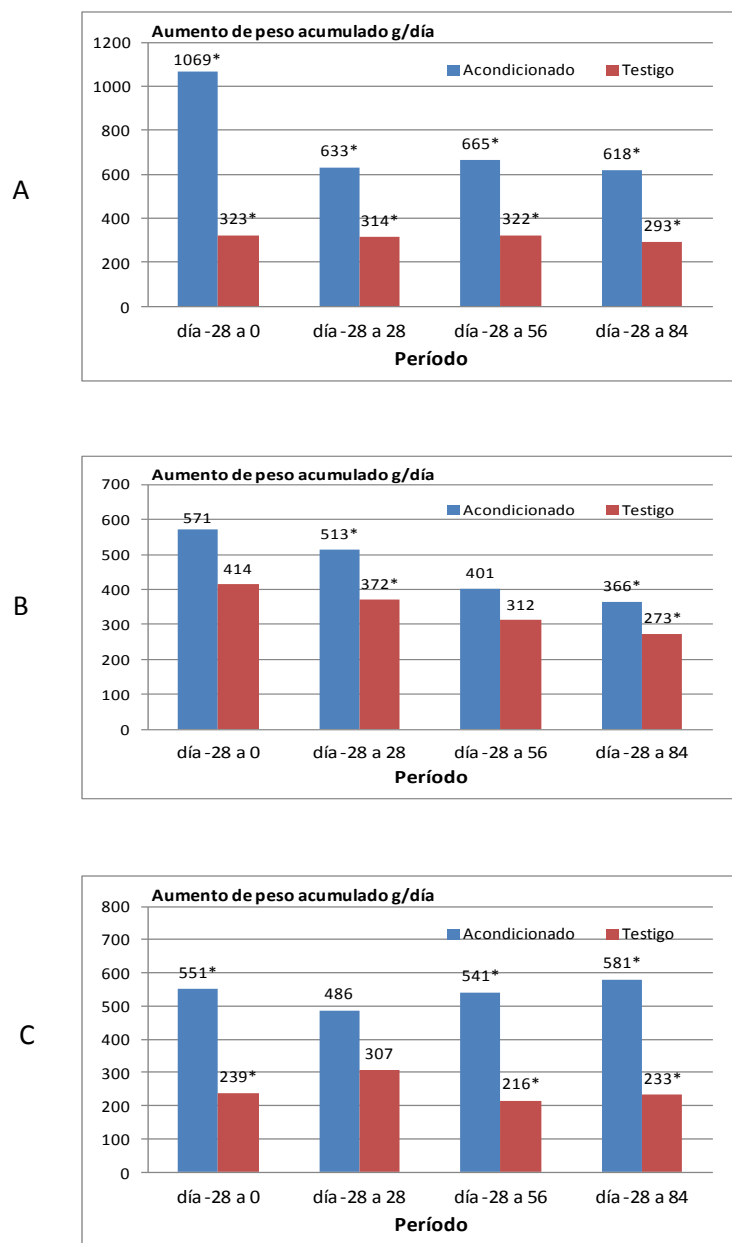 A
Aumento de peso acumulado g/día
1200
1000
800
600
400
200
0
Acondicionado Testigo
1069* 323* 633* 314* 665* 322* 618* 293*
día -28 a 0 día -28 a 28 día -28 a 56 día -28 a 84
Período
B
Aumento de peso acumulado g/día
700
600
500
400
300
200
100
0
Acondicionado Testigo
571 414 513* 372* 401 312 366* 273*
día -28 a 0 día -28 a 28 día -28 a 56 día -28 a 84
Período
C
Aumento de peso acumulado g/día
800
700
600
500
400
300
200
100
0
Acondicionado Testigo
551* 239* 486 307 541* 216* 581* 233*
día -28 a 0 día -28 a 28 día -28 a 56 día -28 a 84
Período